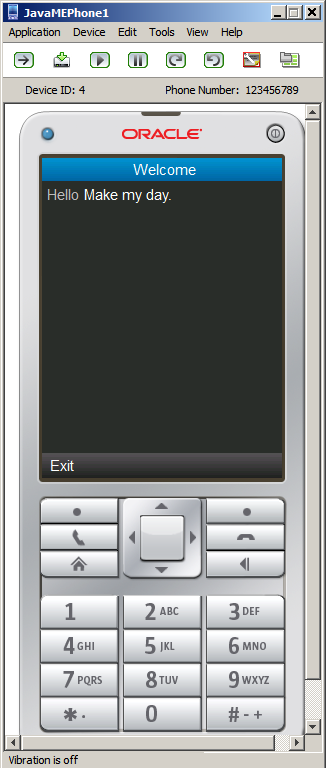 JavaMEPhone1
Application Device Edit Tools View Help
Device ID: 4 Phone Number: 123456789
ORACLE
Welcome
Hello Make my day.
Exit
1 2 ABC 3 DEF
4 GHI 5 JKL 6 MNO
7 PQRS 8 TUV 9 WXYZ
* · 0 # - +
Vibration is off